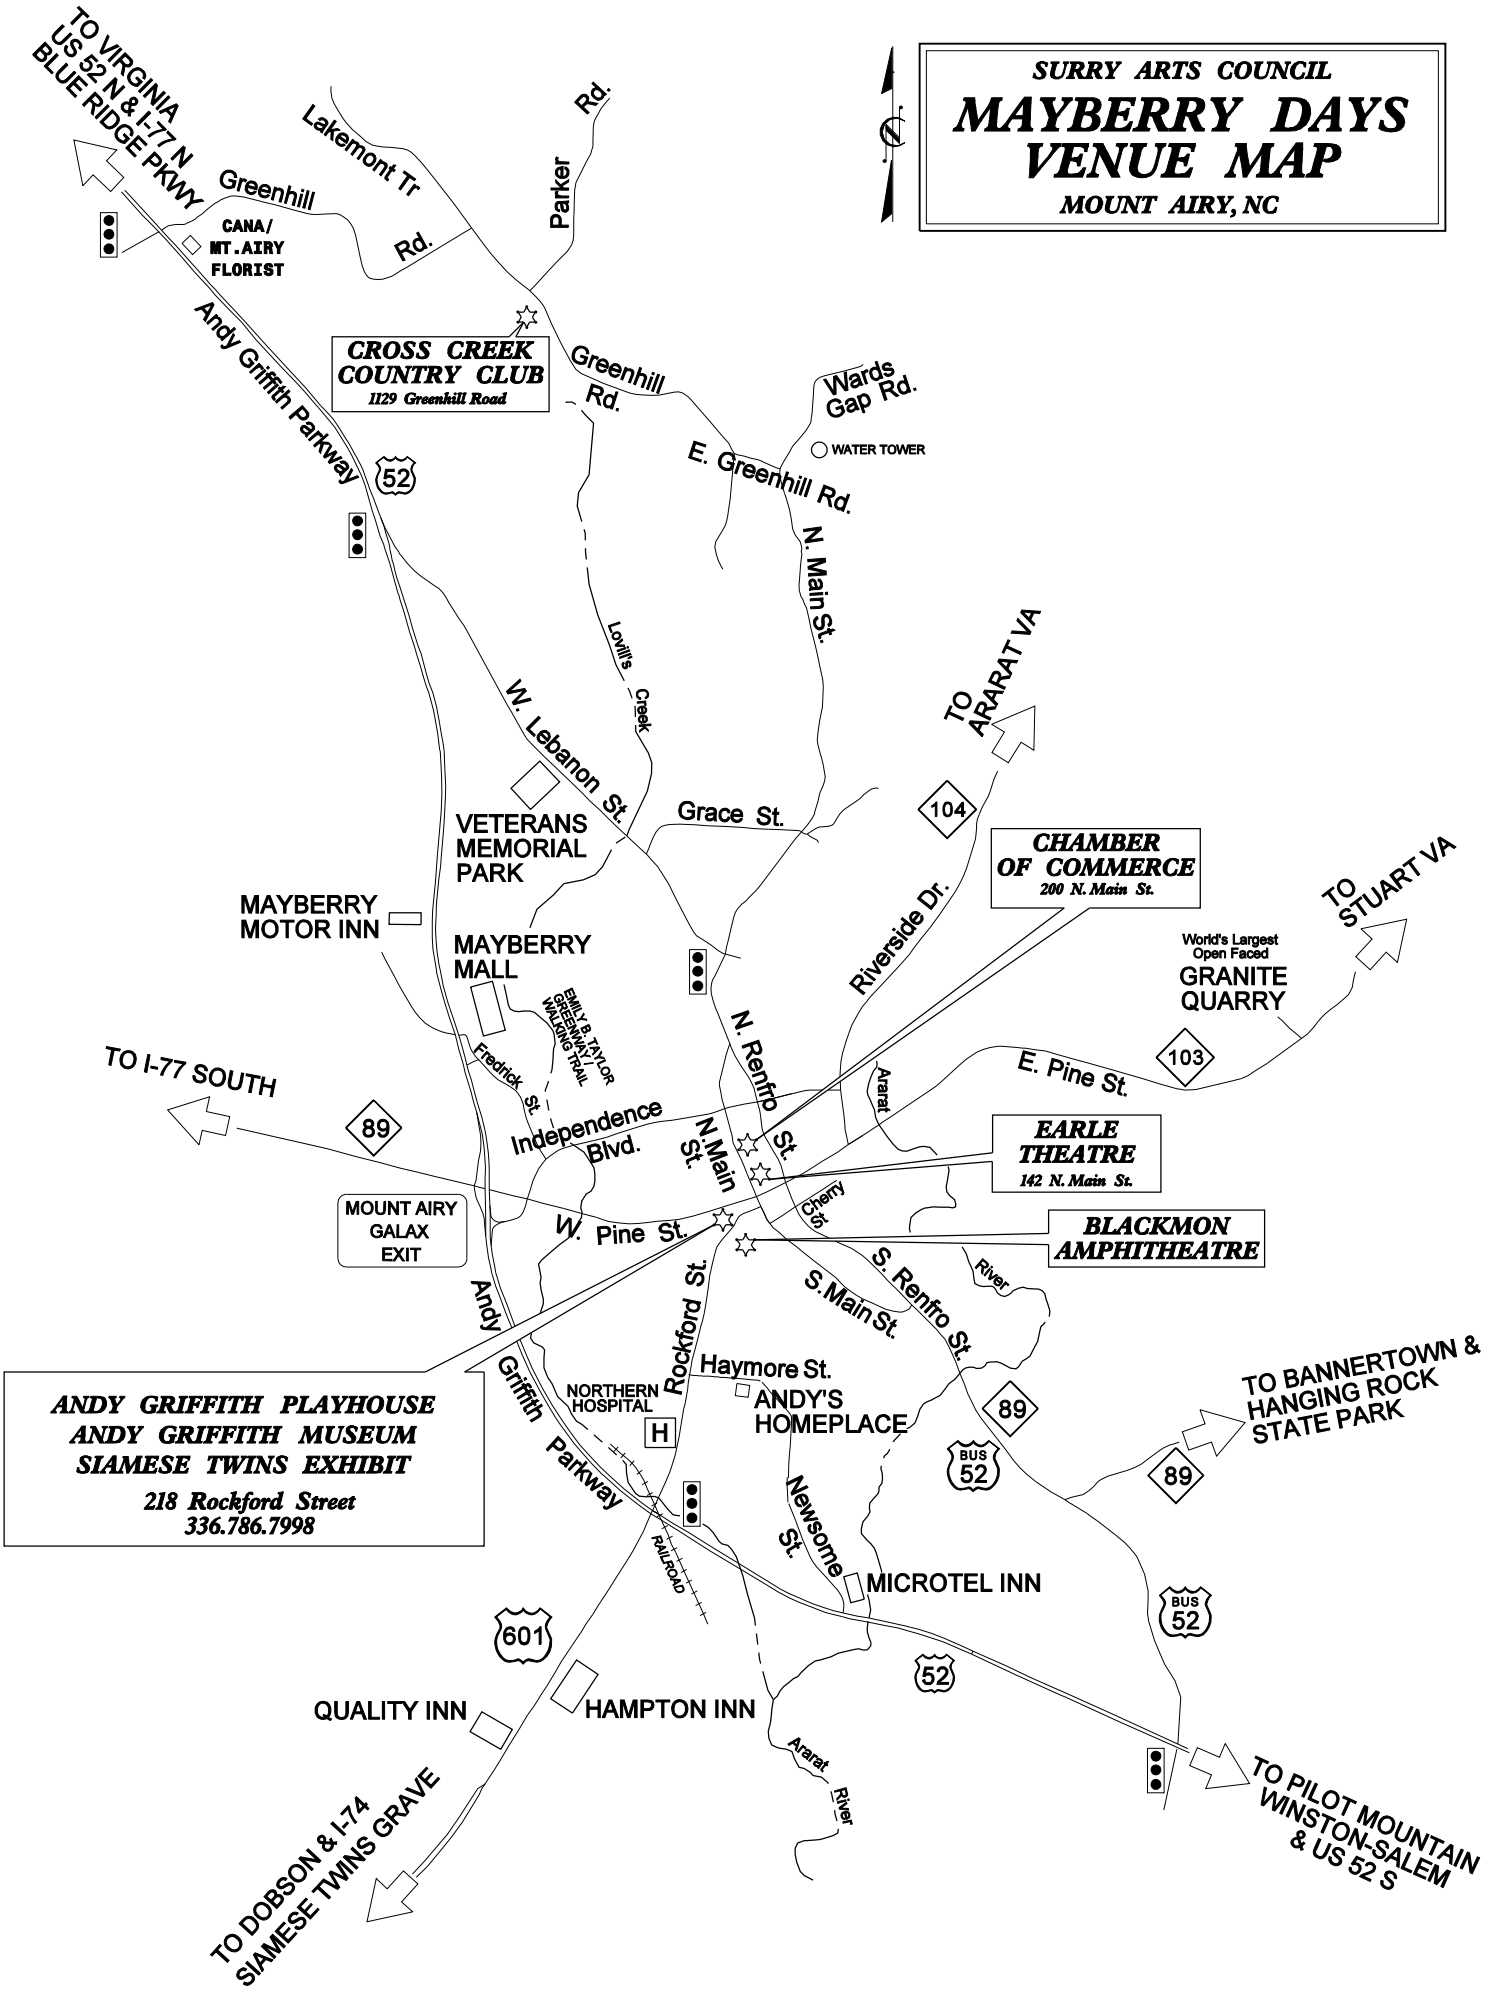 SURRY ARTS COUNCIL
MAYBERRY DAYS
VENUE MAP
MOUNT AIRY, NC
N
TO VIRGINIA
US 52 N & I-77 N
BLUE RIDGE PKWY
Lakemont Tr
Parker Rd.
Greenhill Rd.
CANA/
MT.AIRY
FLORIST
Andy Griffith Parkway
CROSS CREEK
COUNTRY CLUB
1129 Greenhill Road
Greenhill
Rd.
Wards
Gap Rd.
WATER TOWER
E. Greenhill Rd.
52
N. Main St.
Lovill's Creek
TO
ARARAT VA
W. Lebanon St.
Grace St.
104
VETERANS
MEMORIAL
PARK
CHAMBER
OF COMMERCE
200 N. Main St.
TO
STUART VA
Riverside Dr.
MAYBERRY
MOTOR INN
MAYBERRY
MALL
World's Largest
Open Faced
GRANITE
QUARRY
EMILY B. TAYLOR
GREENWAY /
WALKING TRAIL
N. Renfro St.
103
E. Pine St.
TO I-77 SOUTH
Fredrick St.
Ararat
89
Independence
Blvd.
N. Main
St.
EARLE
THEATRE
142 N. Main St.
Cherry
St
MOUNT AIRY
GALAX
EXIT
W. Pine St.
BLACKMON
AMPHITHEATRE
River
S. Renfro St.
S. Main St.
Rockford St.
Andy Griffith Parkway
Haymore St.
ANDY'S
HOMEPLACE
NORTHERN
HOSPITAL
H
ANDY GRIFFITH PLAYHOUSE
ANDY GRIFFITH MUSEUM
SIAMESE TWINS EXHIBIT
218 Rockford Street
336.786.7998
89
BUS
52
TO BANNERTOWN &
HANGING ROCK
STATE PARK
89
Newsome
St.
RAILROAD
MICROTEL INN
BUS
52
601
52
QUALITY INN
HAMPTON INN
Ararat River
TO DOBSON & I-74
SIAMESE TWINS GRAVE
TO PILOT MOUNTAIN
WINSTON-SALEM
& US 52 S